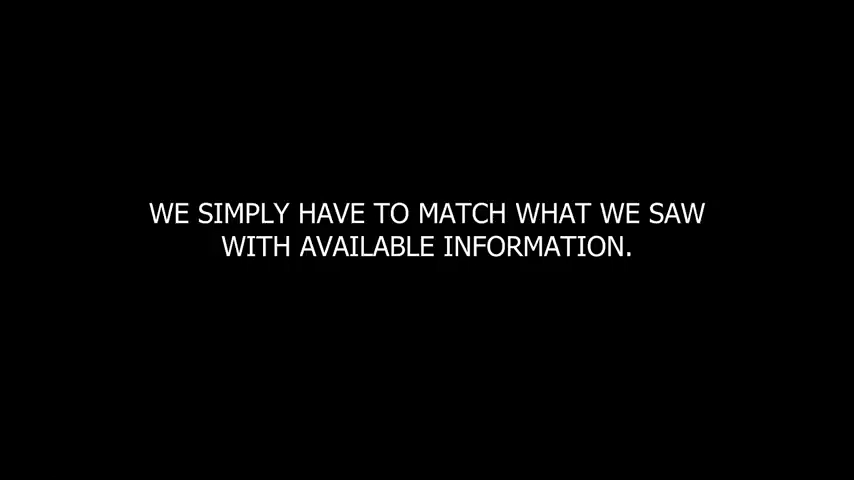 WE SIMPLY HAVE TO MATCH WHAT WE SAW
WITH AVAILABLE INFORMATION.